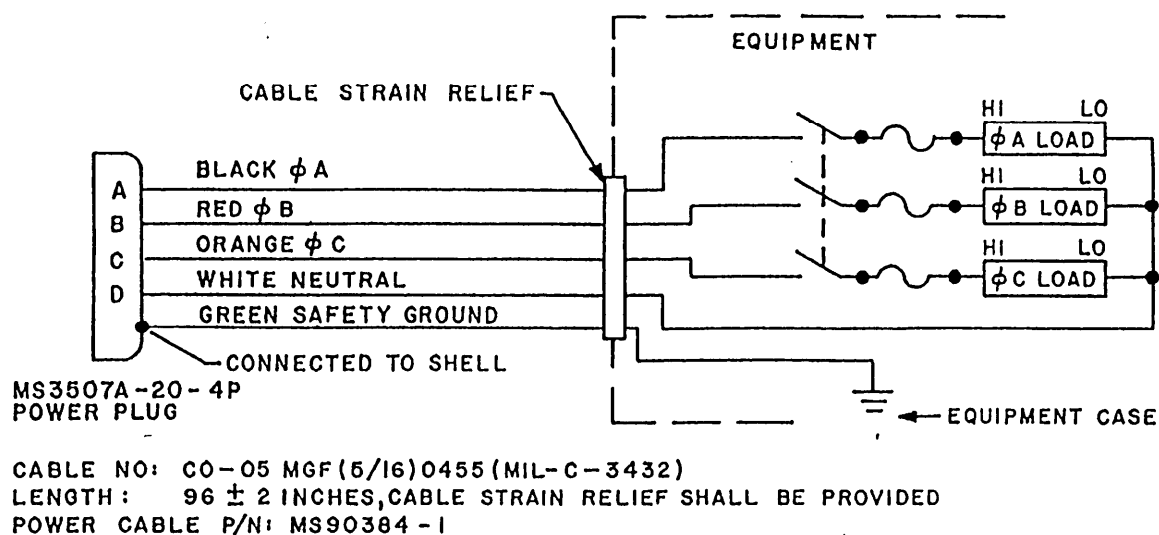 EQUIPMENT
CABLE STRAIN RELIEF
HI LO
ϕA LOAD
BLACK ϕ A
A
HI LO
RED ϕ B
ϕB LOAD
B
ORANGE ϕ C
HI LO
C
ϕC LOAD
WHITE NEUTRAL
D
GREEN SAFETY GROUND
CONNECTED TO SHELL
MS3507A-20-4P
POWER PLUG
EQUIPMENT CASE
CABLE NO: CO-05 MGF(5/16)0455(MIL-C-3432)
LENGTH: 96 ± 2 INCHES, CABLE STRAIN RELIEF SHALL BE PROVIDED
POWER CABLE P/N: MS90384-1